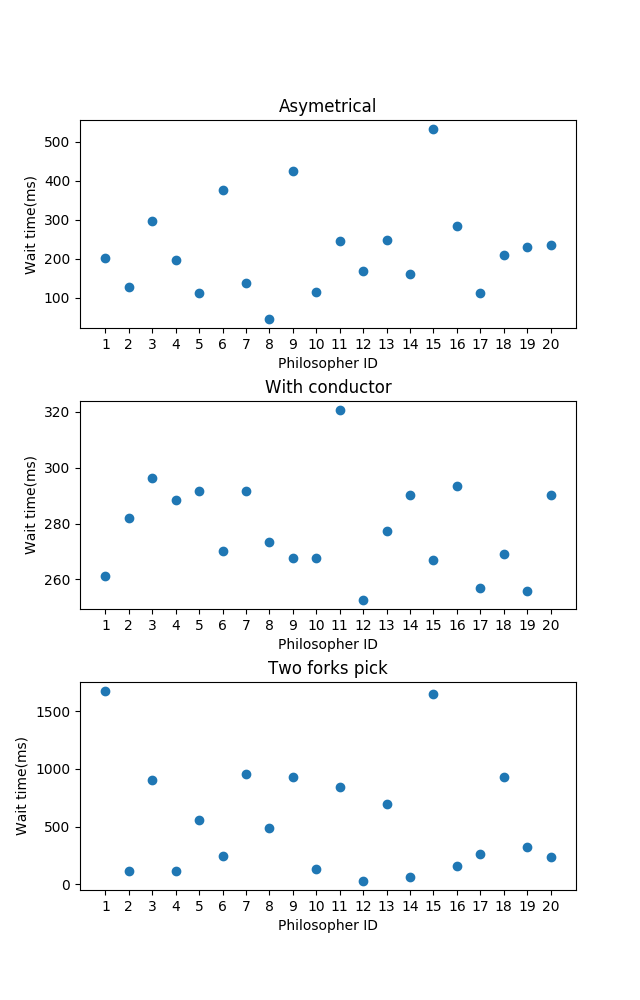 Asymetrical
Wait time(ms)
500
400
300
200
100
1 2 3 4 5 6 7 8 9 10 11 12 13 14 15 16 17 18 19 20
Philosopher ID
With conductor
Wait time(ms)
320
300
280
260
1 2 3 4 5 6 7 8 9 10 11 12 13 14 15 16 17 18 19 20
Philosopher ID
Two forks pick
Wait time(ms)
1500
1000
500
0
1 2 3 4 5 6 7 8 9 10 11 12 13 14 15 16 17 18 19 20
Philosopher ID